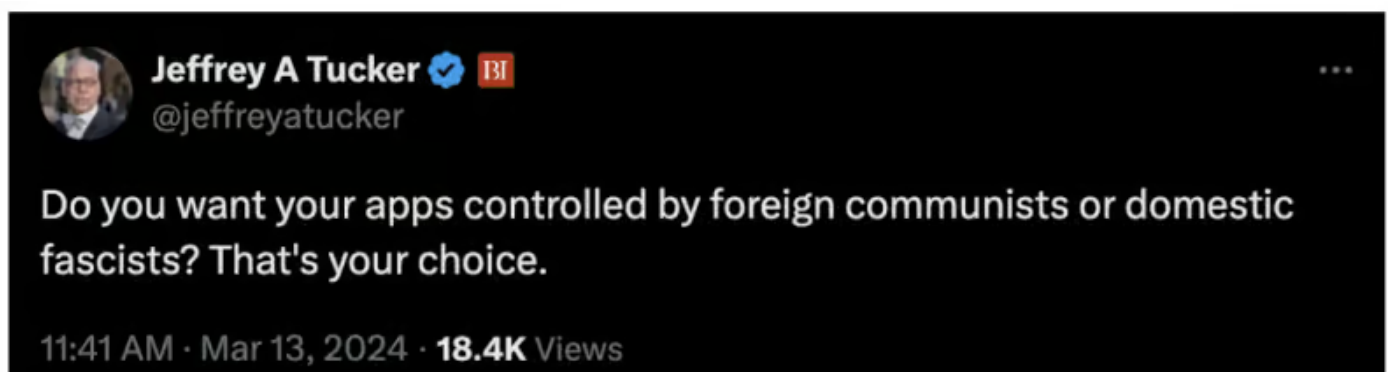 Jeffrey A Tucker BI
@jeffreyatucker
Do you want your apps controlled by foreign communists or domestic
fascists? That's your choice.
11:41 AM · Mar 13, 2024 · 18.4K Views